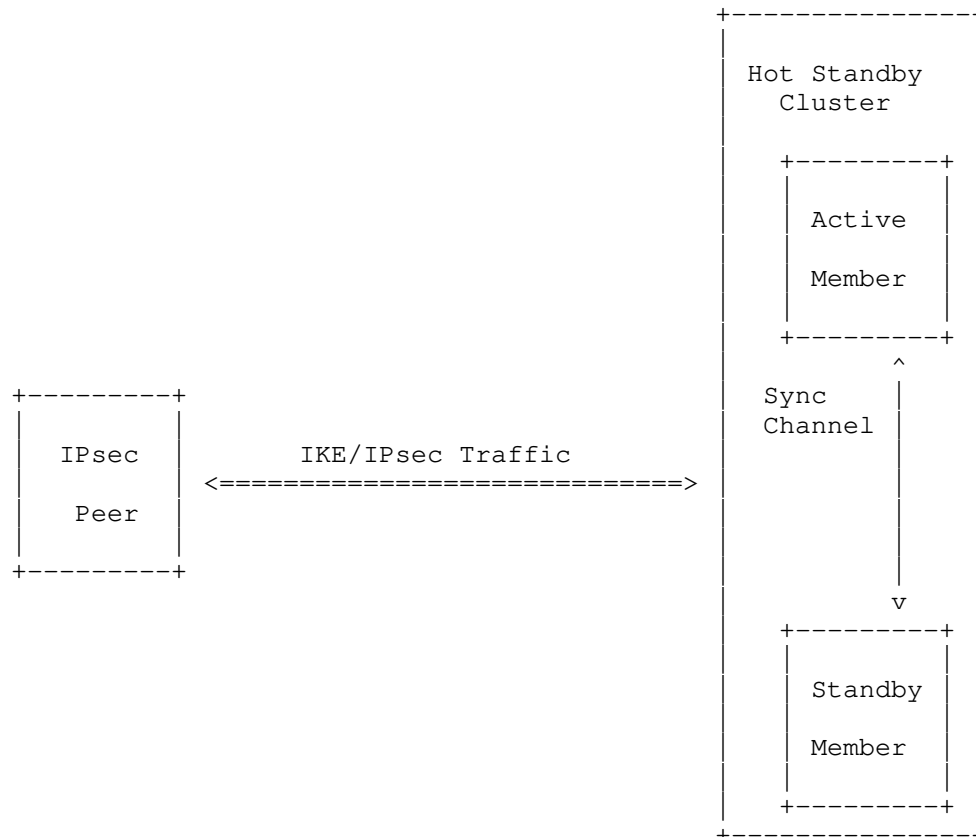 Hot Standby
Cluster
Active
Member
Sync
Channel
IPsec
Peer
IKE/IPsec Traffic
Standby
Member